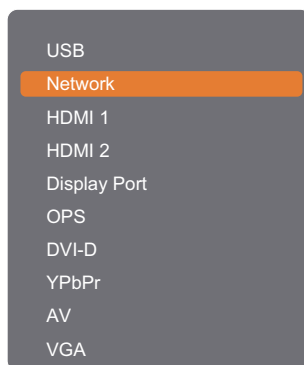 USB
Network
HDMI 1
HDMI 2
Display Port
OPS
DVI-D
YPbPr
AV
VGA